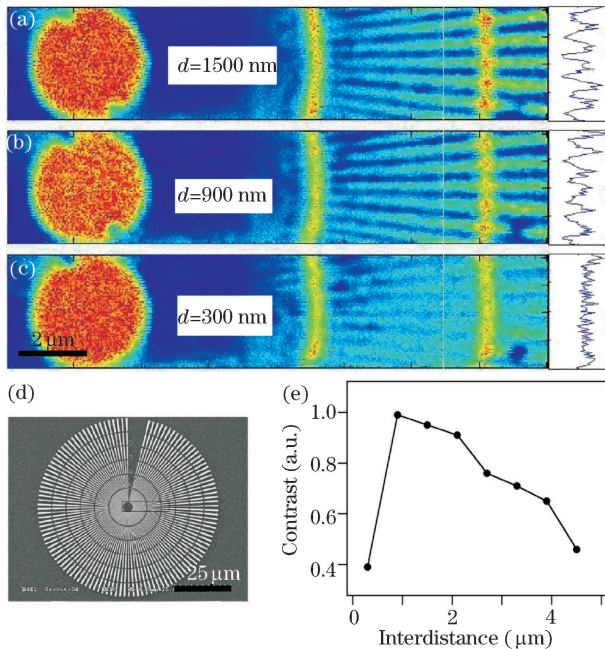 (a)
d=1500 nm
(b)
d=900 nm
(c)
d=300 nm
2 μm
(d)
25 μm
(e)
Contrast (a.u.)
1.0
0.8
0.6
0.4
0 2 4
Interdistance (μm)